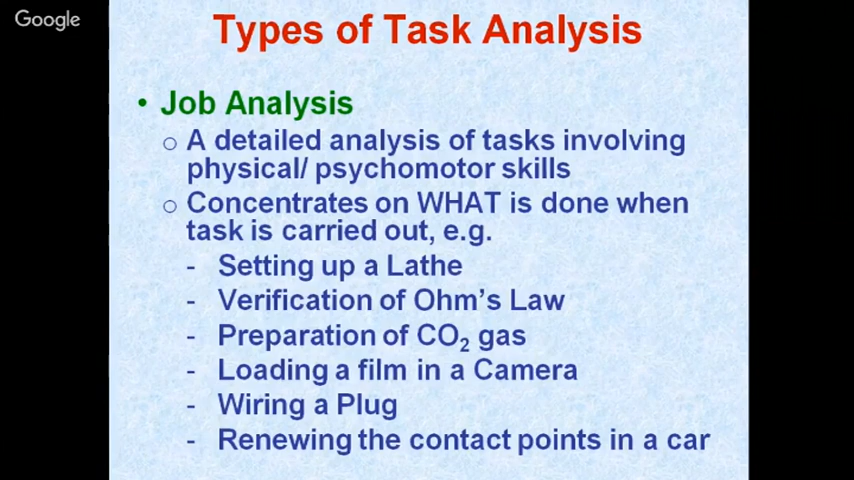 Google
Types of Task Analysis
• Job Analysis
o A detailed analysis of tasks involving
physical/ psychomotor skills
o Concentrates on WHAT is done when
task is carried out, e.g.
- Setting up a Lathe
- Verification of Ohm's Law
- Preparation of CO₂ gas
- Loading a film in a Camera
- Wiring a Plug
- Renewing the contact points in a car